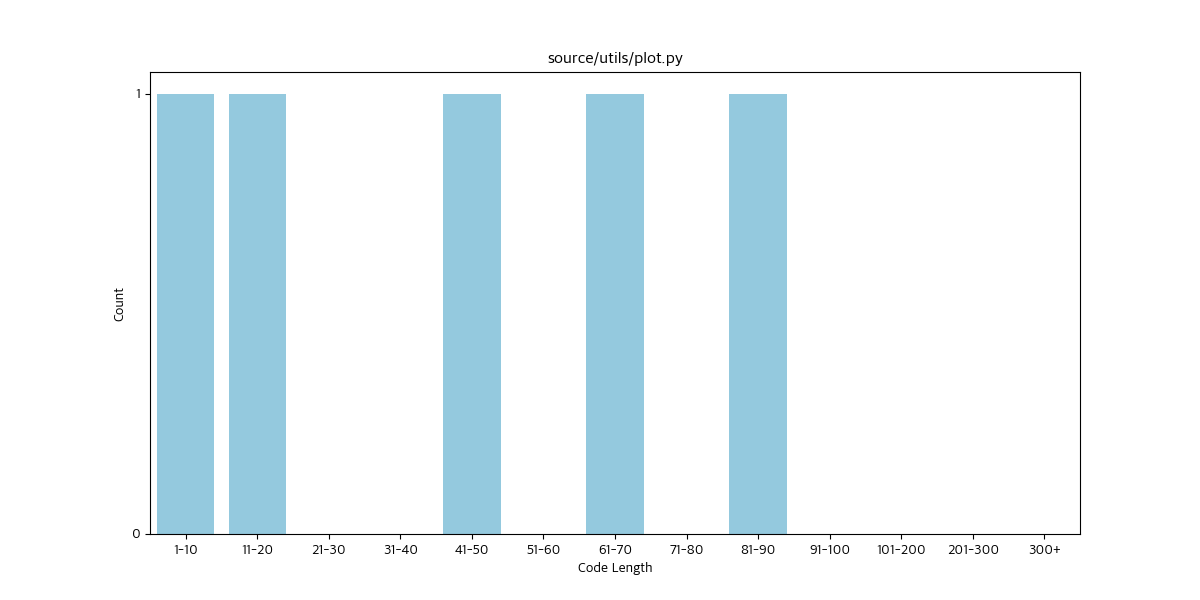 source/utils/plot.py
1
Count
0
1-10 11-20 21-30 31-40 41-50 51-60 61-70 71-80 81-90 91-100 101-200 201-300 300+
Code Length